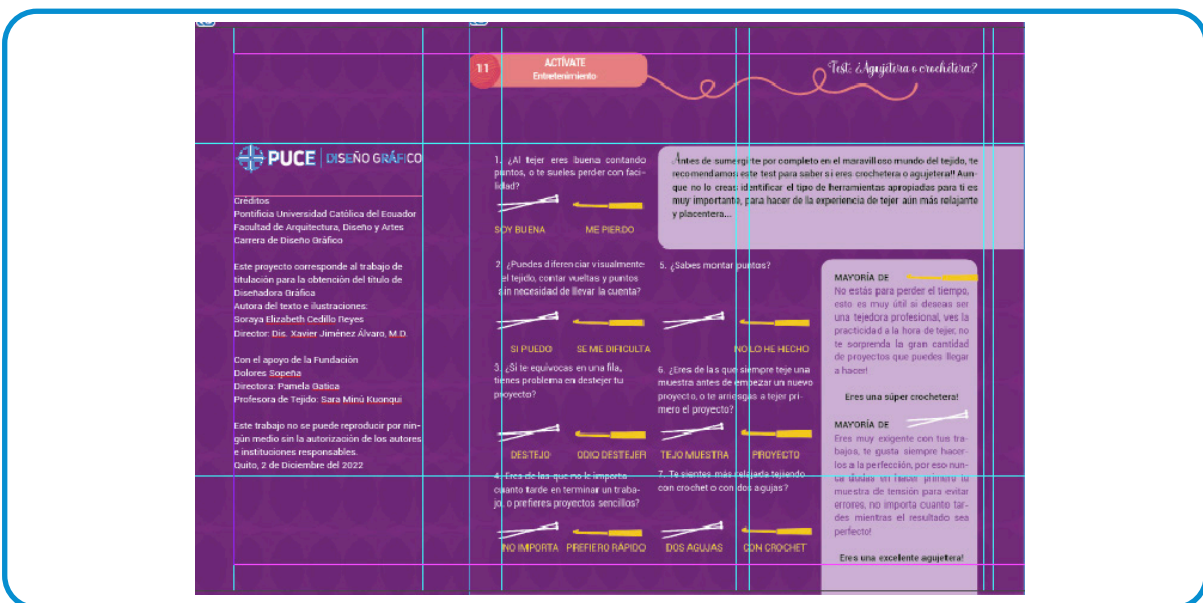 PUCE DISEÑO GRÁFICO
Créditos
Pontificia Universidad Católica del Ecuador
Facultad de Arquitectura, Diseño y Artes
Carrera de Diseño Gráfico
Este proyecto corresponde al trabajo de
titulación para la obtención del título de
Diseñadora Gráfica
Autora del texto e ilustraciones:
Soraya Elizabeth Cedillo Reyes
Director: Dis. Xavier Jiménez Álvaro, M.D.
Con el apoyo de la Fundación
Dolores Sopeña
Directora: Pamela Gatica
Profesora de Tejido: Sara Minú Kuonqui
Este trabajo no se puede reproducir por nin-
gún medio sin la autorización de los autores
e instituciones responsables.
Quito, 2 de Diciembre del 2022
11
ACTÍVATE
Entretenimiento
Test: ¿Agujetera o crochetera?
1. ¿Al tejer eres buena contando
puntos, o te sueles perder con faci-
lidad?
SOY BUENA ME PIERDO
2. ¿Puedes diferenciar visualmente
el tejido, contar vueltas y puntos
sin necesidad de llevar la cuenta?
SI PUEDO SE ME DIFICULTA
3. ¿Si te equivocas en una fila,
tienes problema en destejer tu
proyecto?
DESTEJO ODIO DESTEJER
4. Eres de las que no le importa
cuanto tarde en terminar un traba-
jo, o prefieres proyectos sencillos?
NO IMPORTA PREFIERO RÁPIDO
Antes de sumergirte por completo en el maravilloso mundo del tejido, te
recomendamos este test para saber si eres crochetera o agujetera!! Aun-
que no lo creas identificar el tipo de herramientas apropiadas para ti es
muy importante, para hacer de la experiencia de tejer aún más relajante
y placentera...
5. ¿Sabes montar puntos?
NO LO HE HECHO
6. ¿Eres de las que siempre teje una
muestra antes de empezar un nuevo
proyecto, o te arriesgas a tejer pri-
mero el proyecto?
TEJO MUESTRA PROYECTO
7. Te sientes más relajada tejiendo
con crochet o con dos agujas?
DOS AGUJAS CON CROCHET
MAYORÍA DE
No estás para perder el tiempo,
esto es muy útil si deseas ser
una tejedora profesional, ves la
practicidad a la hora de tejer, no
te sorprenda la gran cantidad
de proyectos que puedes llegar
a hacer!
Eres una súper crochetera!
MAYORÍA DE
Eres muy exigente con tus tra-
bajos, te gusta siempre hacer-
los a la perfección, por eso nun-
ca dudas en hacer primero tu
muestra de tensión para evitar
errores, no importa cuanto tar-
des mientras el resultado sea
perfecto!
Eres una excelente agujetera!